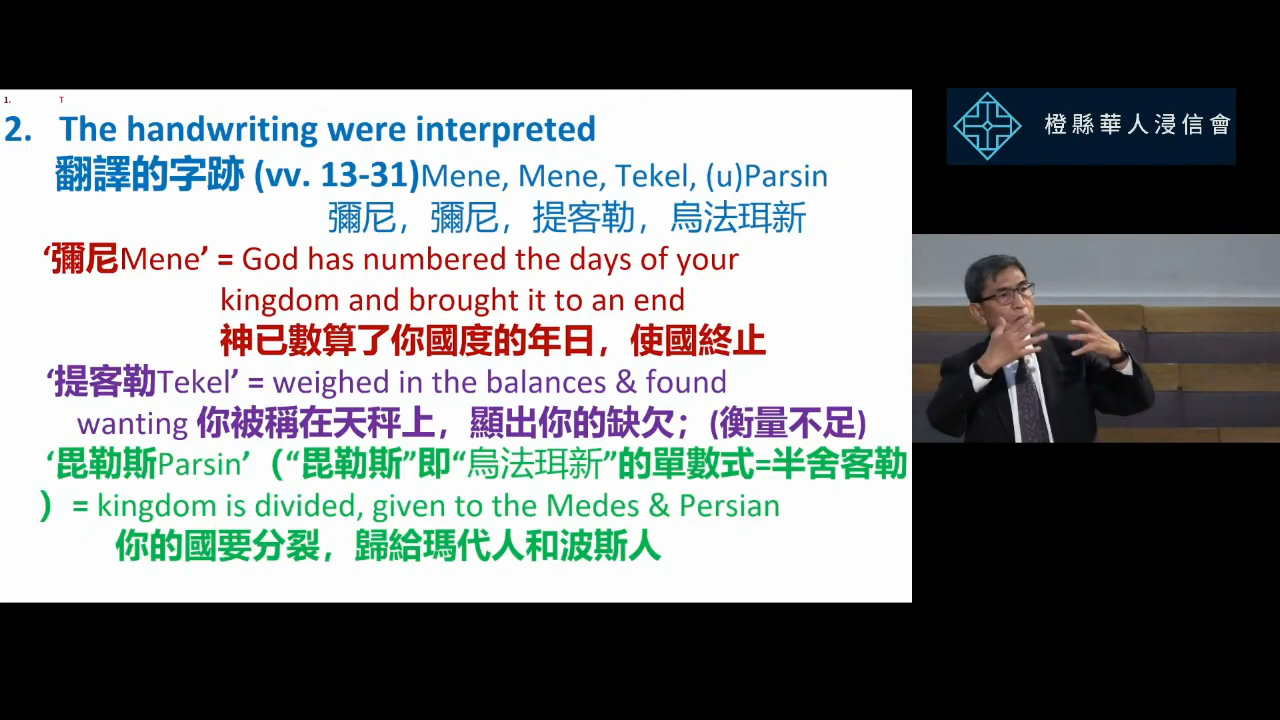 1. T
2. The handwriting were interpreted
翻譯的字跡 (vv. 13-31)Mene, Mene, Tekel, (u)Parsin
彌尼，彌尼，提客勒，烏法珥新
‘彌尼Mene’ = God has numbered the days of your
kingdom and brought it to an end
神已數算了你國度的年日，使國終止
‘提客勒Tekel’ = weighed in the balances & found
wanting 你被稱在天秤上，顯出你的缺欠；(衡量不足)
‘毘勒斯Parsin’（“毘勒斯”即“烏法珥新”的單數式=半舍客勒
）= kingdom is divided, given to the Medes & Persian
你的國要分裂，歸給瑪代人和波斯人
橙縣華人浸信會